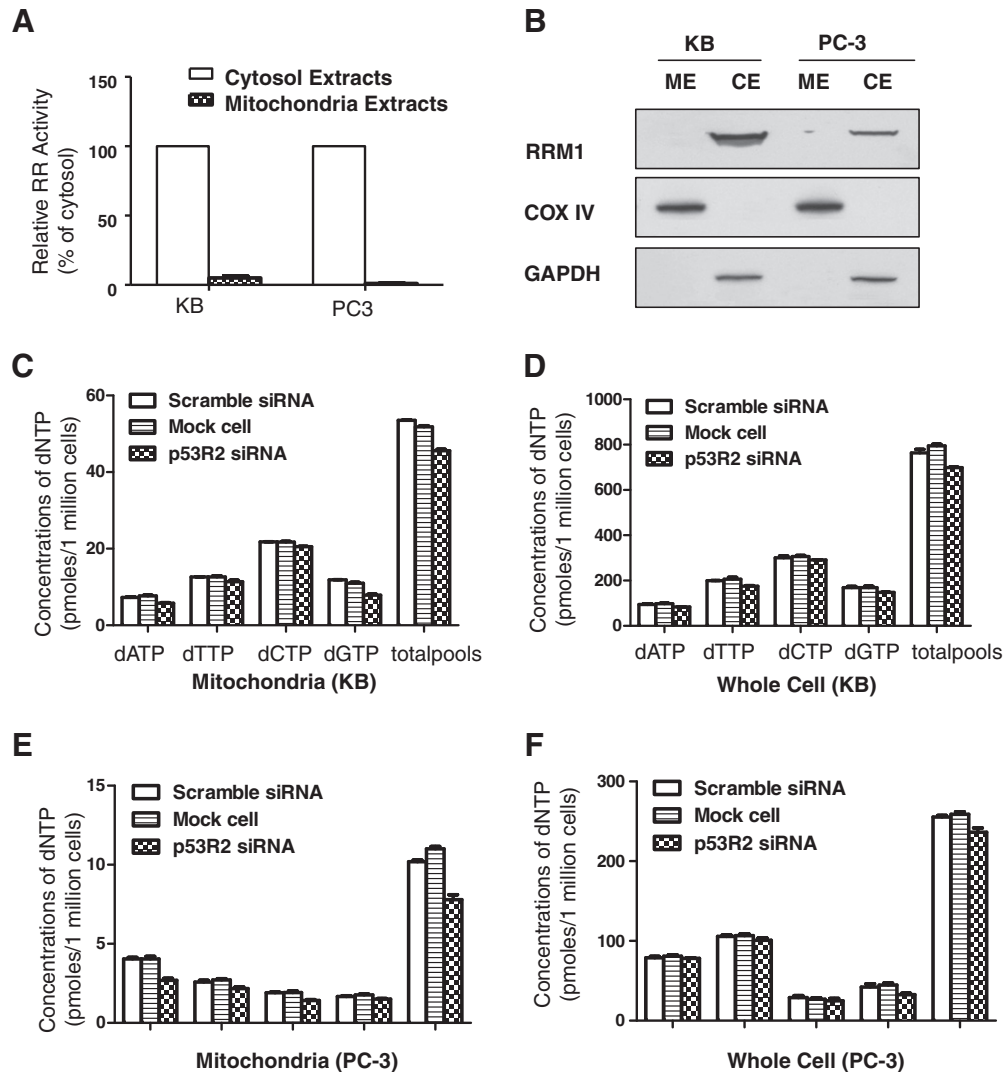 A
Relative RR Activity
(% of cytosol)
150
100
50
0
Cytosol Extracts
Mitochondria Extracts
KB PC3
B
KB PC-3
ME CE ME CE
RRM1
COX IV
GAPDH
C
Concentrations of dNTP
(pmoles/1 million cells)
60
40
20
0
Scramble siRNA
Mock cell
p53R2 siRNA
dATP dTTP dCTP dGTP totalpools
Mitochondria (KB)
D
Concentrations of dNTP
(pmoles/1 million cells)
1000
800
600
400
200
0
Scramble siRNA
Mock cell
p53R2 siRNA
dATP dTTP dCTP dGTP totalpools
Whole Cell (KB)
E
Concentrations of dNTP
(pmoles/1 million cells)
15
10
5
0
Scramble siRNA
Mock cell
p53R2 siRNA
Mitochondria (PC-3)
F
Concentrations of dNTP
(pmoles/1 million cells)
300
200
100
0
Scramble siRNA
Mock cell
p53R2 siRNA
Whole Cell (PC-3)